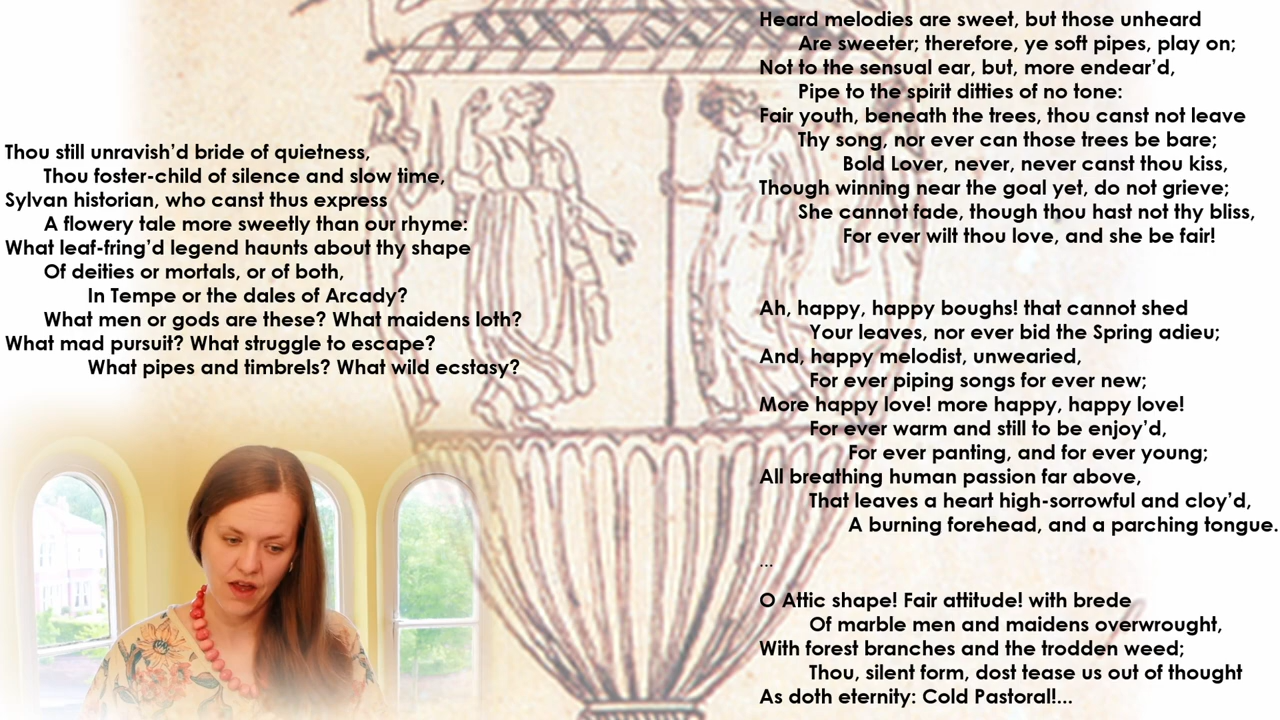 Thou still unravish’d bride of quietness,
Thou foster-child of silence and slow time,
Sylvan historian, who canst thus express
A flowery tale more sweetly than our rhyme:
What leaf-fring’d legend haunts about thy shape
Of deities or mortals, or of both,
In Tempe or the dales of Arcady?
What men or gods are these? What maidens loth?
What mad pursuit? What struggle to escape?
What pipes and timbrels? What wild ecstasy?
Heard melodies are sweet, but those unheard
Are sweeter; therefore, ye soft pipes, play on;
Not to the sensual ear, but, more endear’d,
Pipe to the spirit ditties of no tone:
Fair youth, beneath the trees, thou canst not leave
Thy song, nor ever can those trees be bare;
Bold Lover, never, never canst thou kiss,
Though winning near the goal yet, do not grieve;
She cannot fade, though thou hast not thy bliss,
For ever wilt thou love, and she be fair!
Ah, happy, happy boughs! that cannot shed
Your leaves, nor ever bid the Spring adieu;
And, happy melodist, unwearied,
For ever piping songs for ever new;
More happy love! more happy, happy love!
For ever warm and still to be enjoy’d,
For ever panting, and for ever young;
All breathing human passion far above,
That leaves a heart high-sorrowful and cloy’d,
A burning forehead, and a parching tongue.
...
O Attic shape! Fair attitude! with brede
Of marble men and maidens overwrought,
With forest branches and the trodden weed;
Thou, silent form, dost tease us out of thought
As doth eternity: Cold Pastoral!...